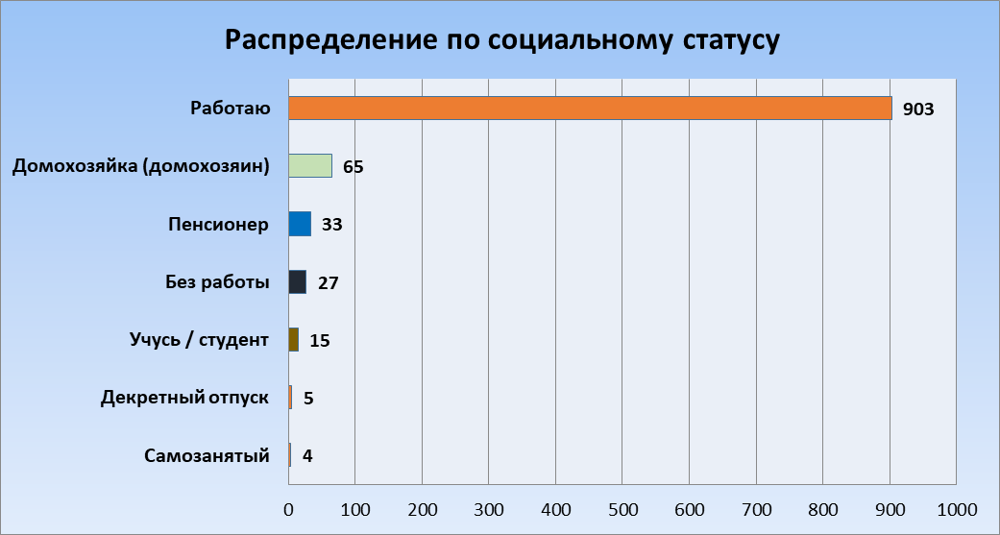 Распределение по социальному статусу
Работаю 903
Домохозяйка (домохозяин) 65
Пенсионер 33
Без работы 27
Учусь / студент 15
Декретный отпуск 5
Самозанятый 4
0 100 200 300 400 500 600 700 800 900 1000